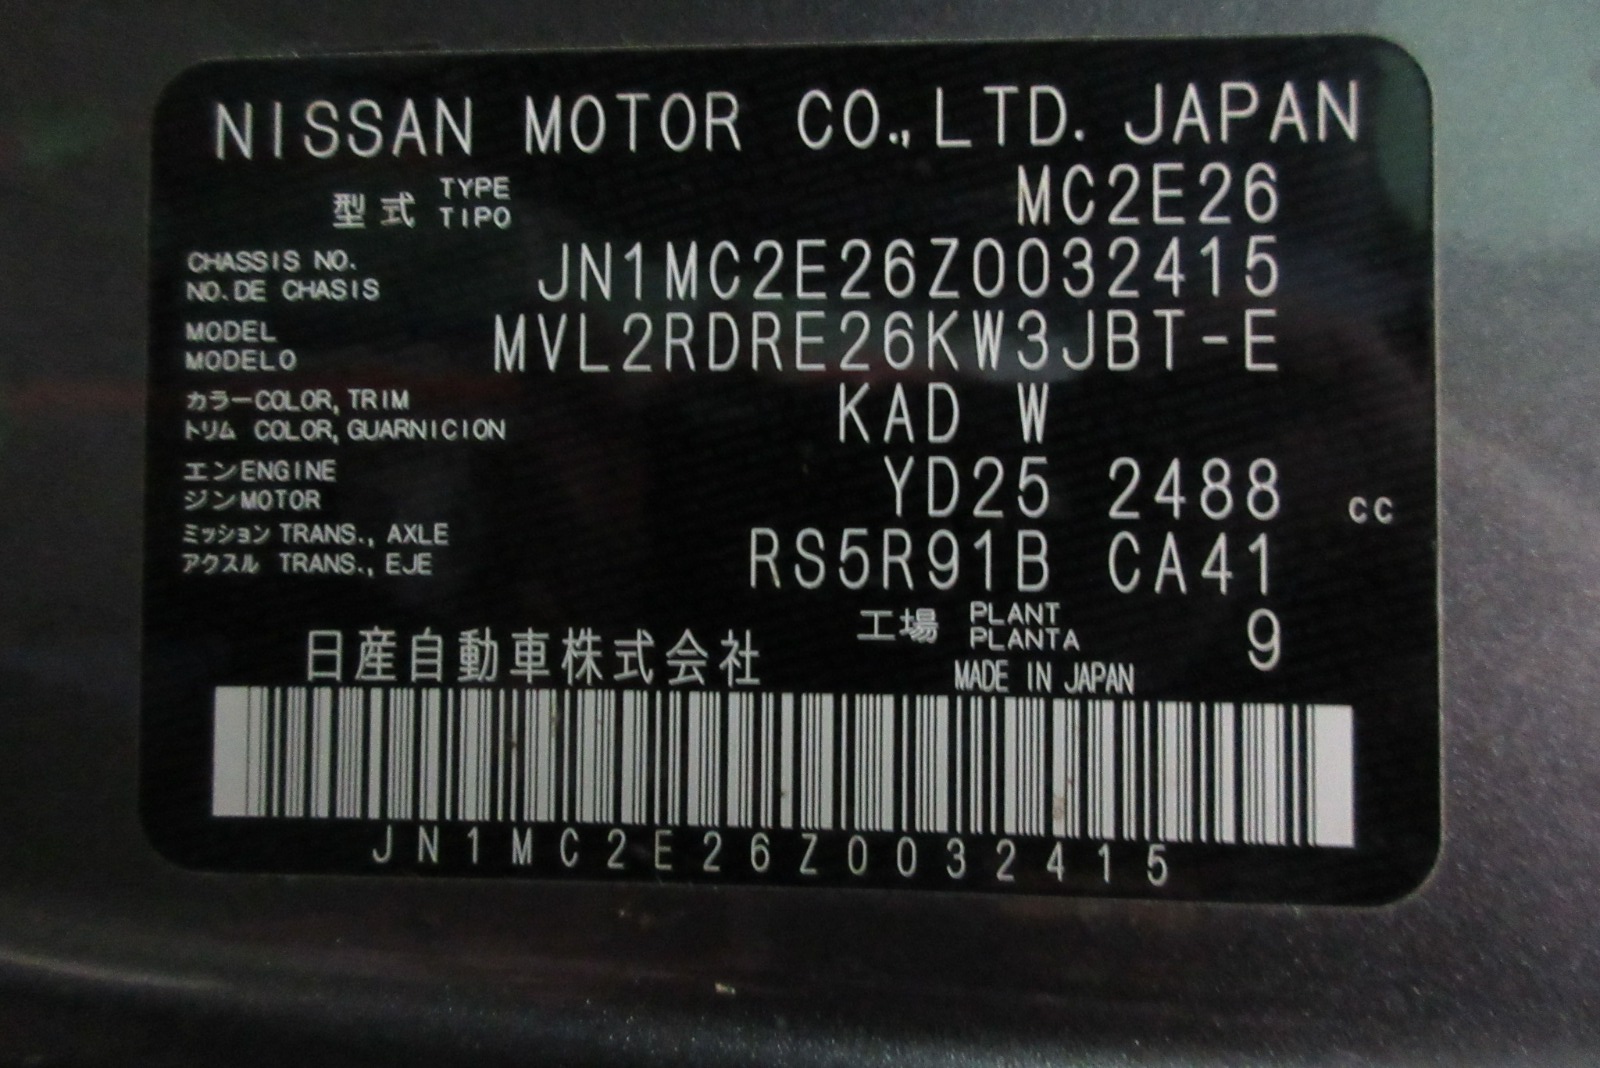 NISSAN MOTOR CO., LTD. JAPAN
型式 TYPE TIPO MC2E26
CHASSIS NO. NO. DE CHASIS JN1MC2E26Z0032415
MODEL MODELO MVL2RDRE26KW3JBT-E
カラー COLOR, TRIM
トリム COLOR, GUARNICION KAD W
エン ENGINE
ジン MOTOR YD25 2488 cc
ミッション TRANS., AXLE
アクスル TRANS., EJE RS5R91B CA41
工場 PLANT PLANTA 9
日産自動車株式会社 MADE IN JAPAN
JN1MC2E26Z0032415